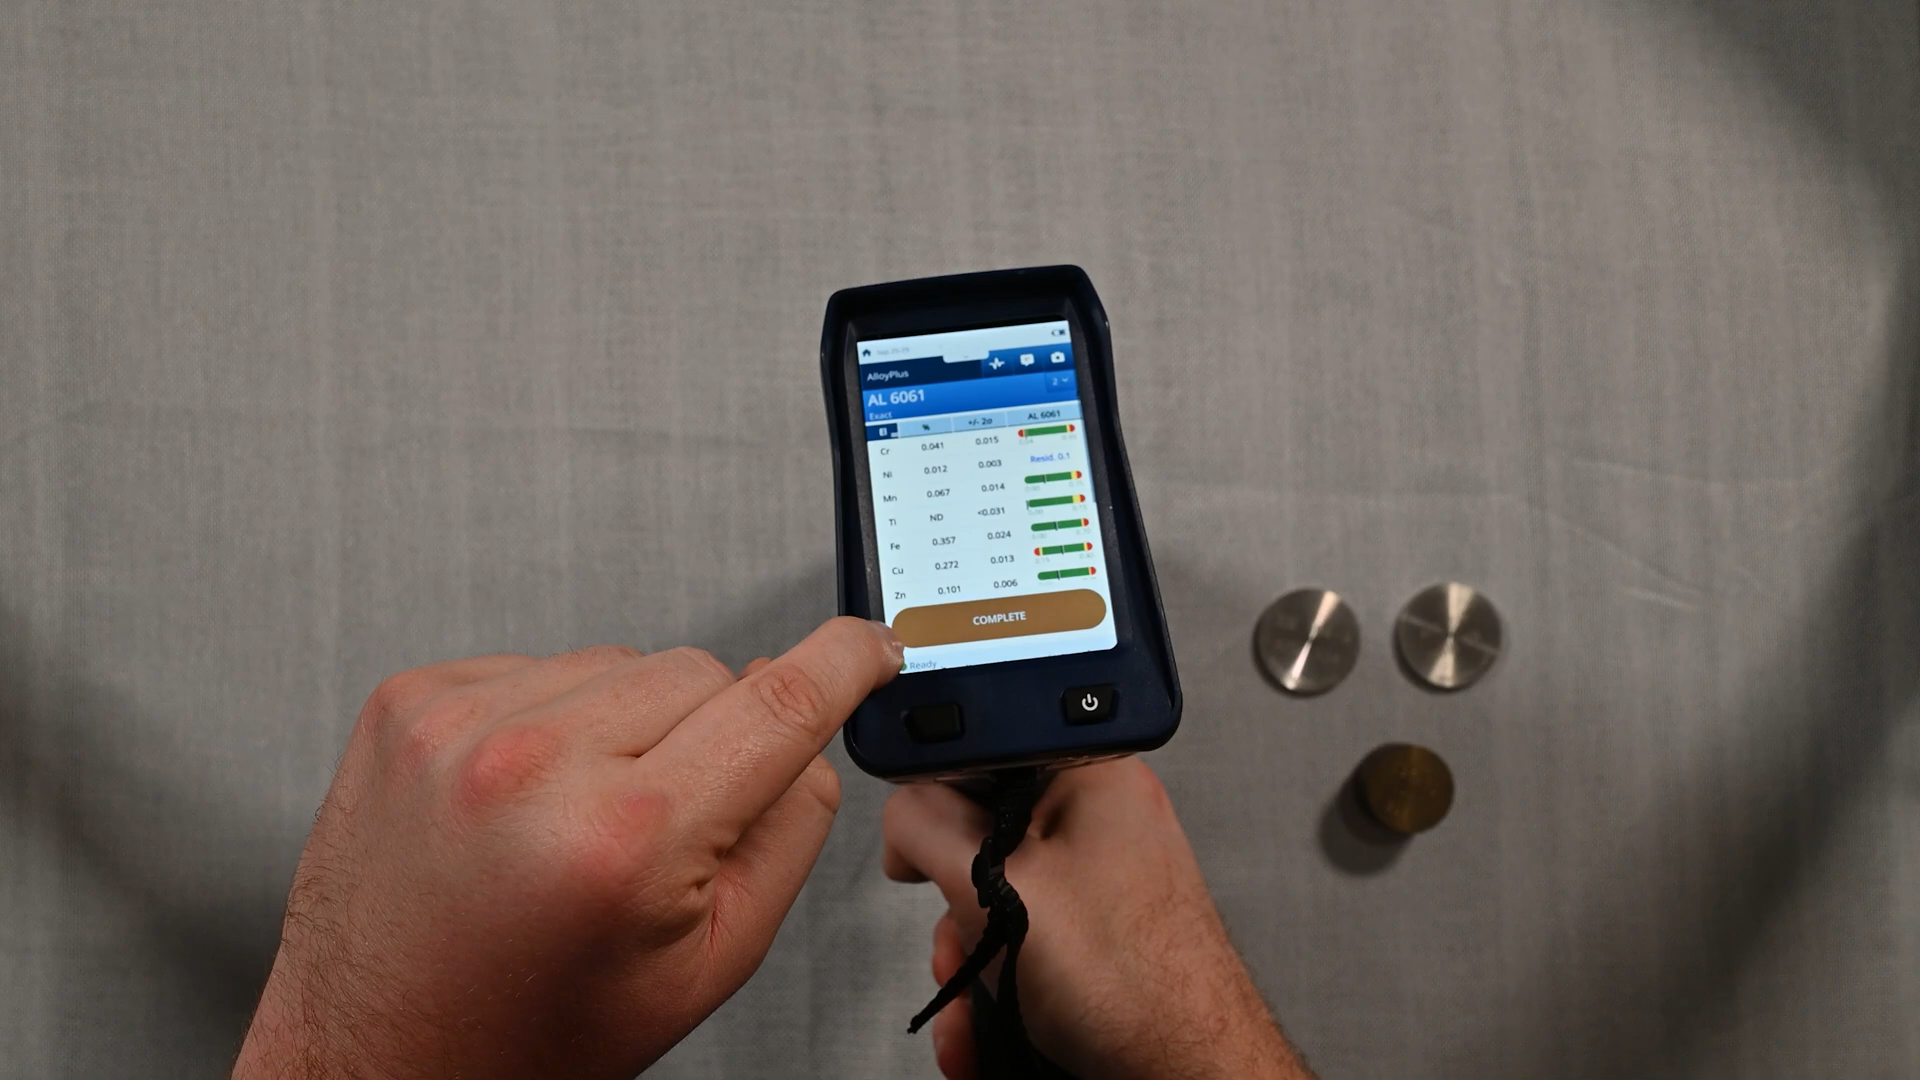 AlloyPlus
AL 6061
2
Exact
El % +/- 2σ AL 6061
Cr 0.041 0.015
Ni 0.012 0.003 Resid. 0.1
Mn 0.067 0.014
Ti ND <0.031
Fe 0.357 0.024
Cu 0.272 0.013
Zn 0.101 0.006
COMPLETE
Ready